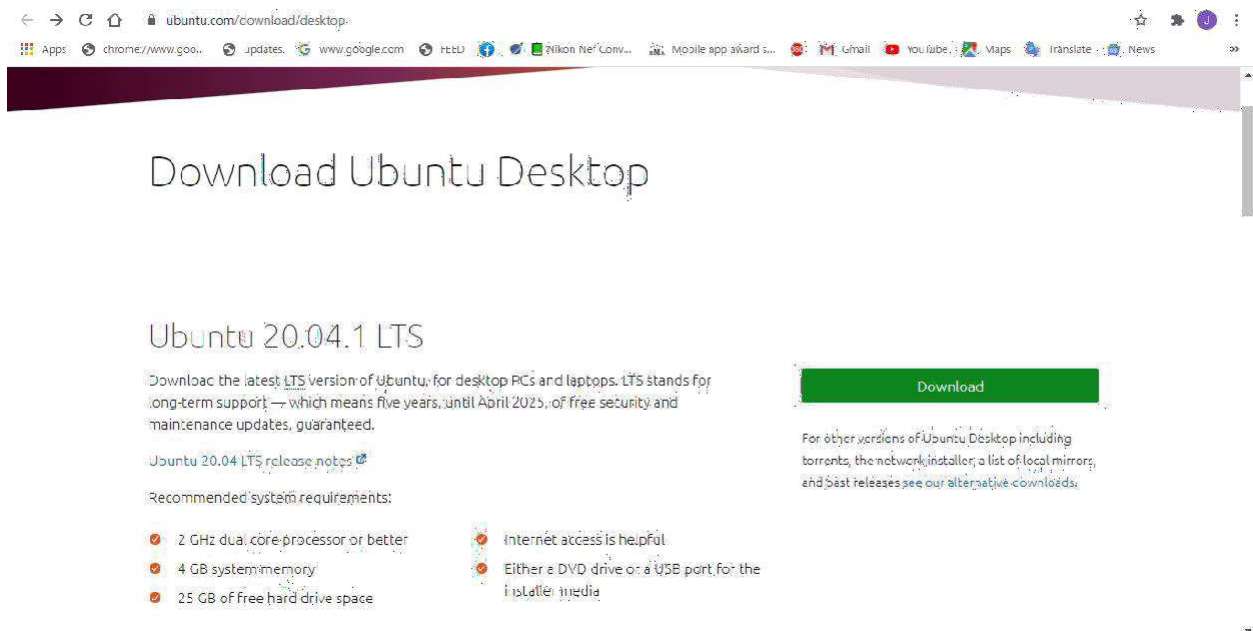 ubuntu.com/download/desktop
Apps chrome://www.goo... updates. www.google.com FEED Nikon Nef Conv... Mobile app award s... Gmail YouTube Maps Translate News
Download Ubuntu Desktop
Ubuntu 20.04.1 LTS
Download the latest LTS version of Ubuntu, for desktop PCs and laptops. LTS stands for
long-term support — which means five years, until April 2025, of free security and
maintenance updates, guaranteed.
Ubuntu 20.04 LTS release notes
Recommended system requirements:
2 GHz dual core processor or better
4 GB system memory
25 GB of free hard drive space
Internet access is helpful
Either a DVD drive or a USB port for the
installer media
Download
For other versions of Ubuntu Desktop including
torrents, the network installer, a list of local mirrors,
and past releases see our alternative downloads.
J